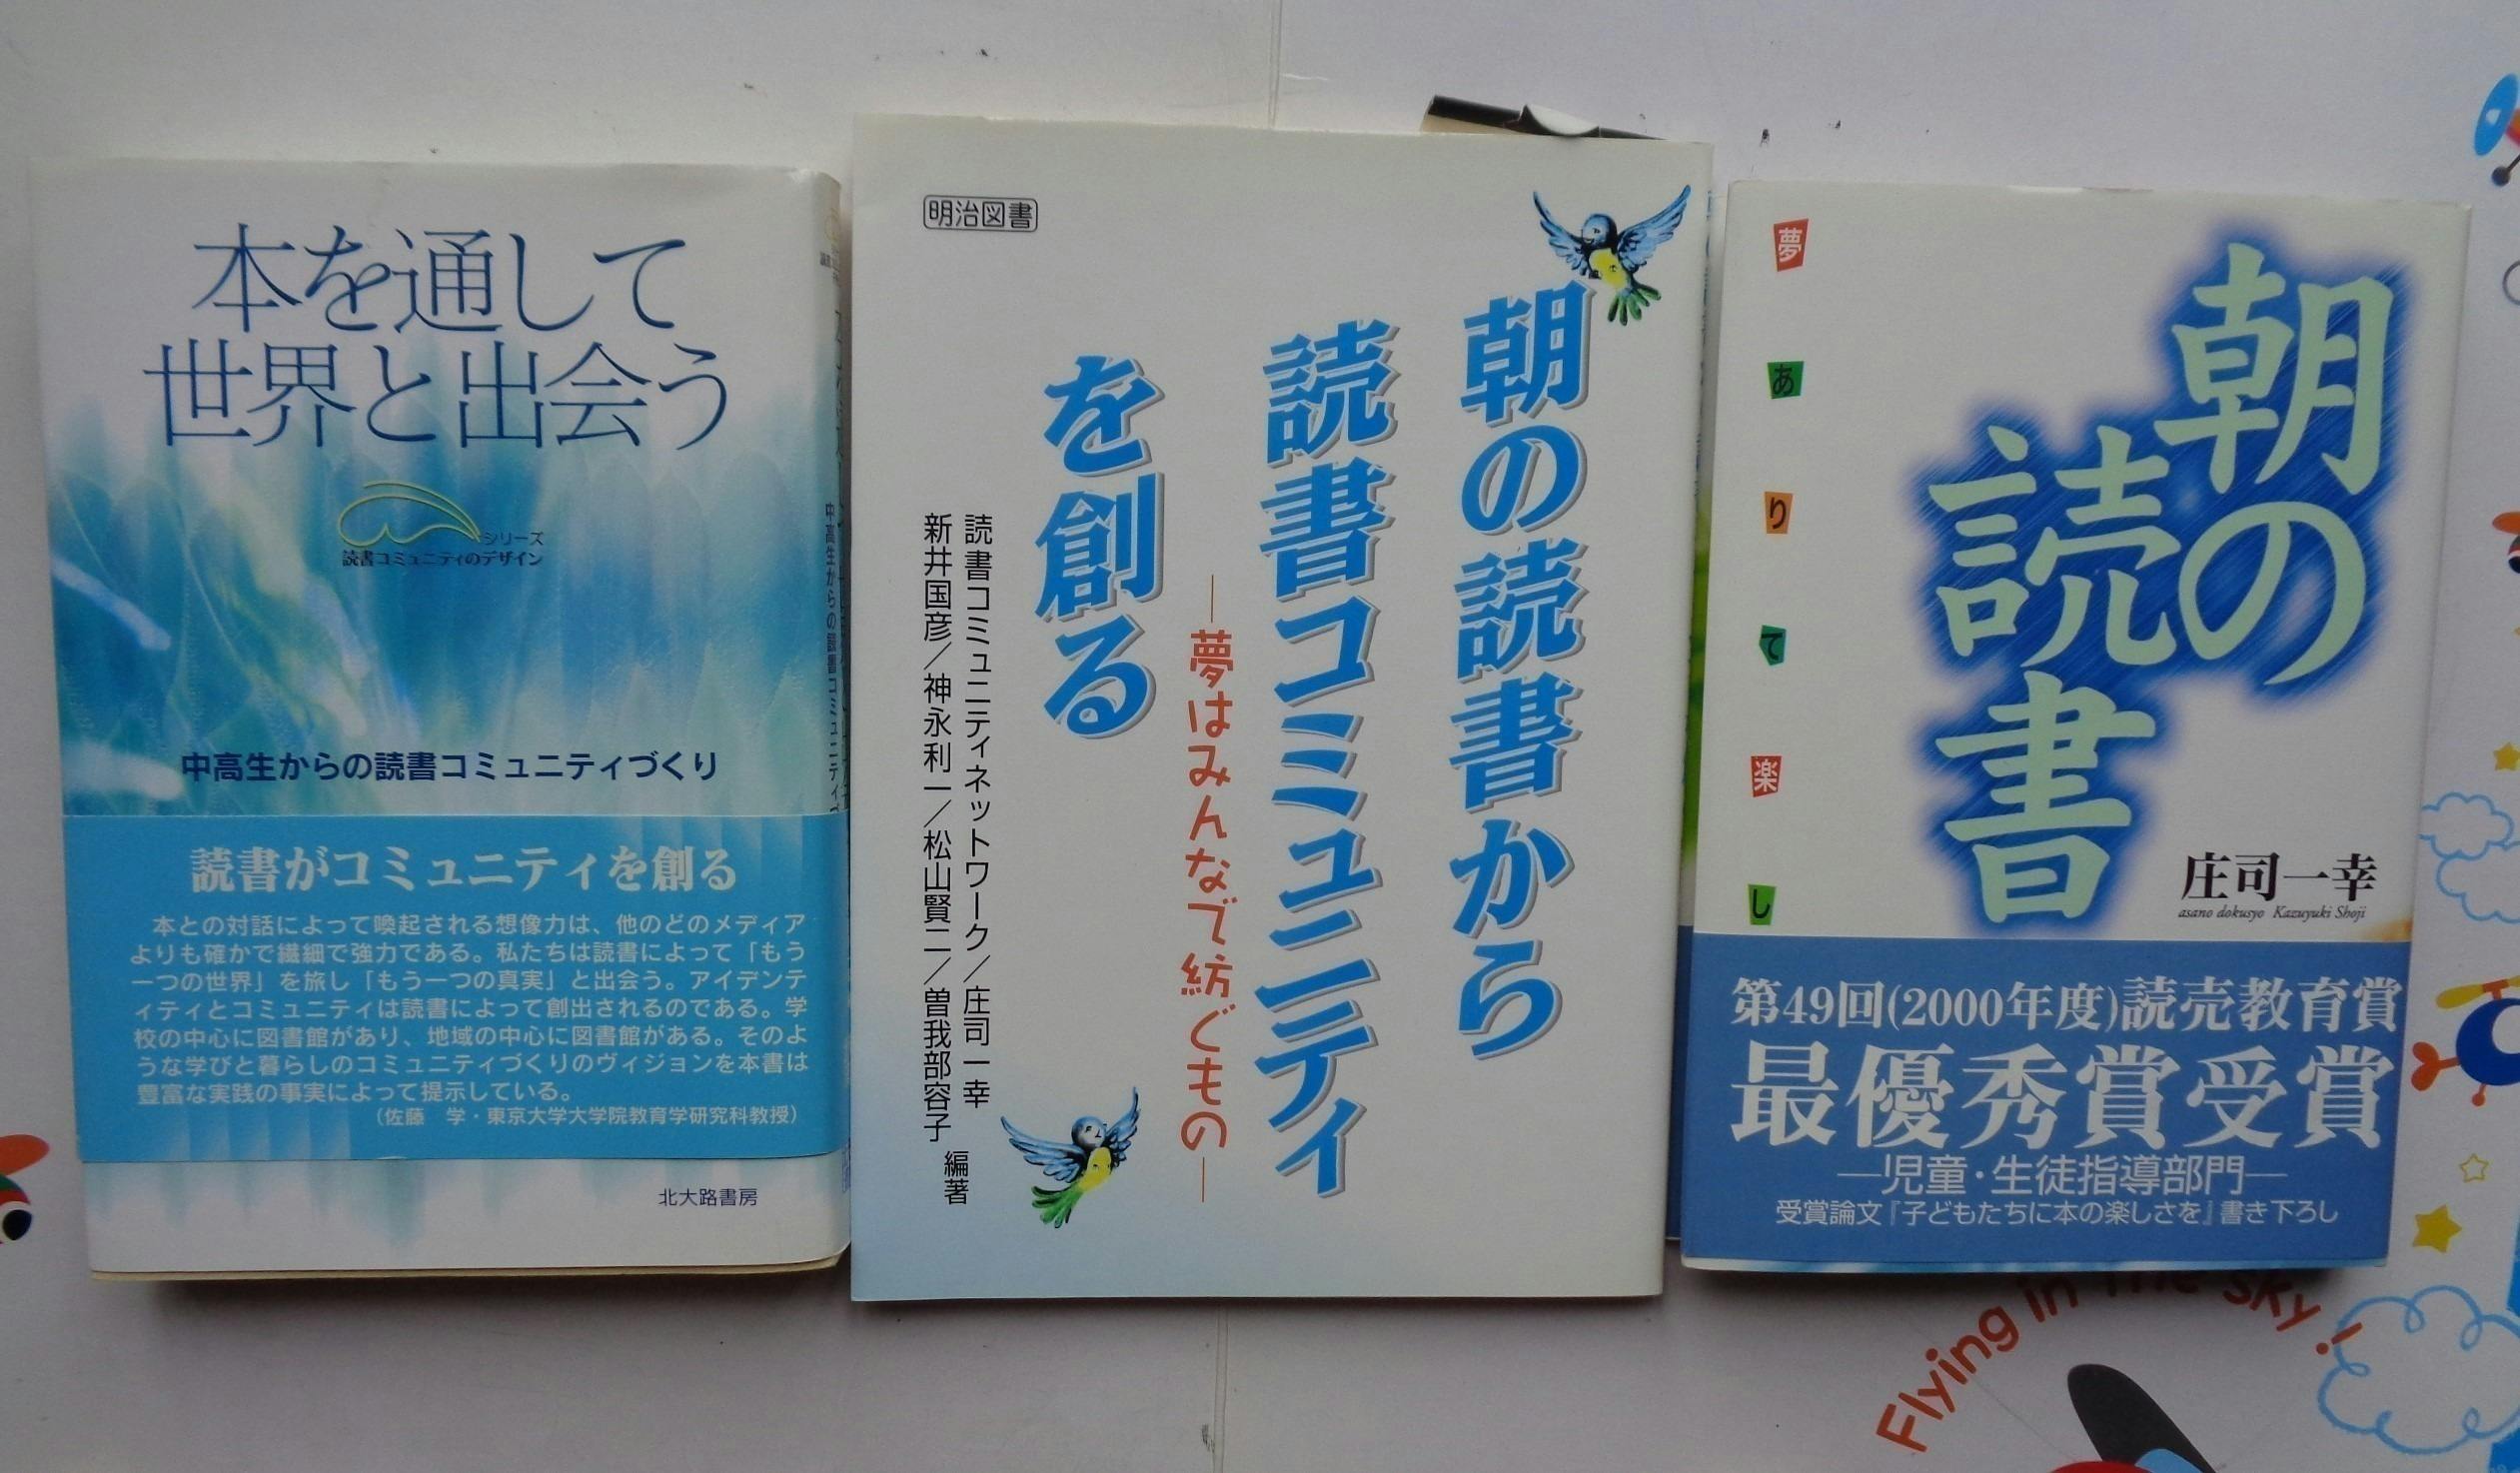 本を通して
世界と出会う
シリーズ
読書コミュニティのデザイン
中高生からの読書コミュニティづくり
読書がコミュニティを創る
本との対話によって喚起される想像力は、他のどのメディア
よりも確かで繊細で強力である。私たちは読書によって「もう
一つの世界」を旅し「もう一つの真実」と出会う。アイデンテ
ィティとコミュニティは読書によって創出されるのである。学
校の中心に図書館があり、地域の中心に図書館がある。そのよ
うな学びと暮らしのコミュニティづくりのヴィジョンを本書は
豊富な実践の事実によって提示している。
（佐藤　学・東京大学大学院教育学研究科教授）
北大路書房
中高生からの読書コミュニティづ
明治図書
朝の読書から
読書コミュニティ
を創る
―夢はみんなで紡ぐもの―
読書コミュニティネットワーク／庄司一幸
新井国彦／神永利一／松山賢二／曽我部容子
編著
夢ありて楽し
朝の
読書
庄司一幸
asano dokusyo Kazuyuki Shoji
第49回(2000年度)読売教育賞
最優秀賞受賞
―児童・生徒指導部門―
受賞論文『子どもたちに本の楽しさを』書き下ろし
Flying in The sky!